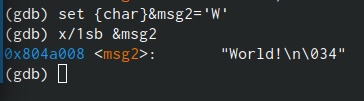 (gdb) set {char}&msg2='W'
(gdb) x/1sb &msg2
0x804a008 <msg2>:        "World!\n\034"
(gdb)